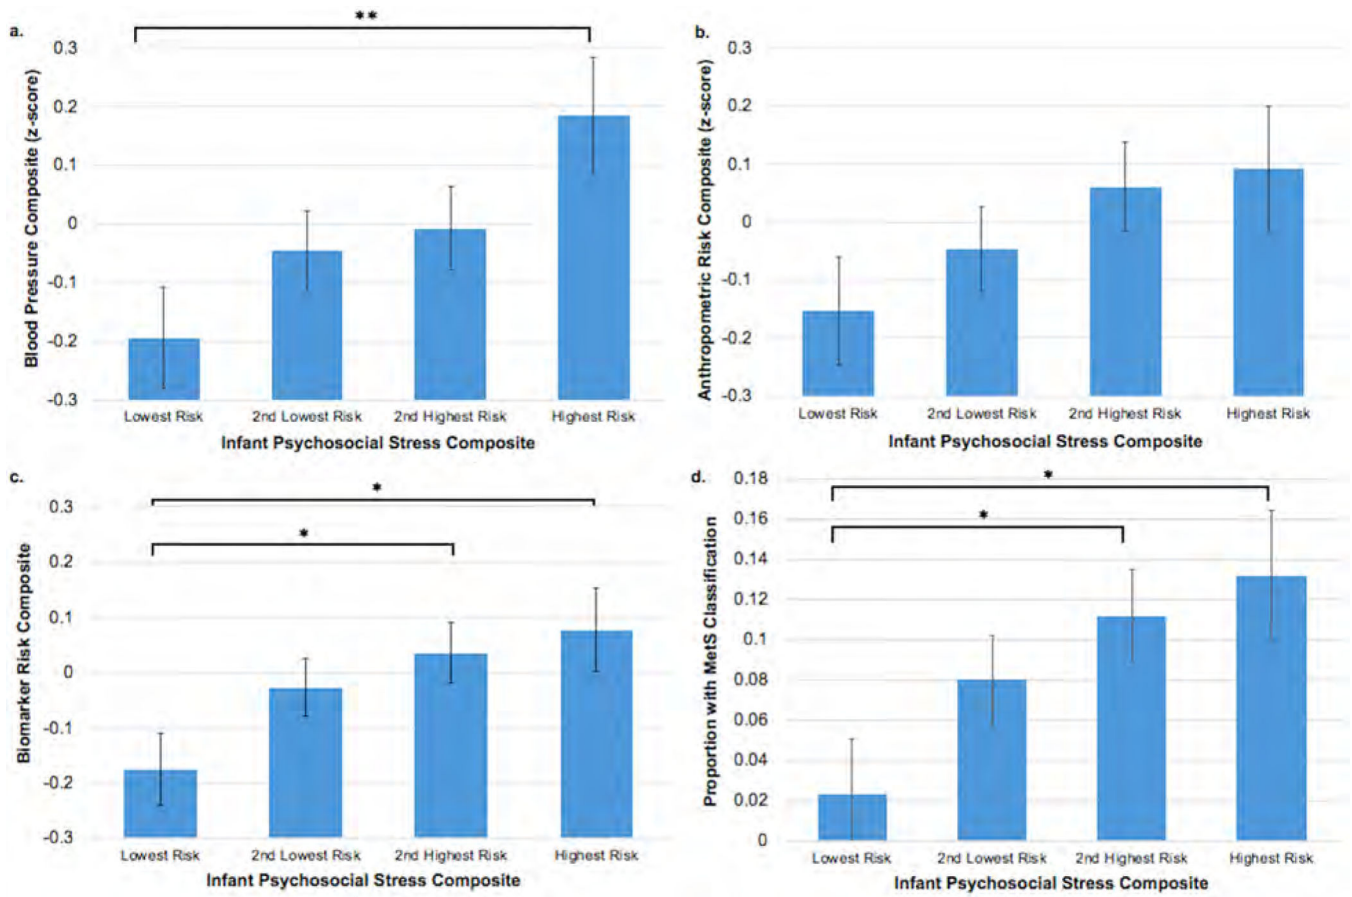 a.
**
Blood Pressure Composite (z-score)
0.3
0.2
0.1
0
-0.1
-0.2
-0.3
Lowest Risk 2nd Lowest Risk 2nd Highest Risk Highest Risk
Infant Psychosocial Stress Composite
b.
Anthropometric Risk Composite (z-score)
0.3
0.2
0.1
0
-0.1
-0.2
-0.3
Lowest Risk 2nd Lowest Risk 2nd Highest Risk Highest Risk
Infant Psychosocial Stress Composite
c.
*
*
Biomarker Risk Composite
0.3
0.2
0.1
0
-0.1
-0.2
-0.3
Lowest Risk 2nd Lowest Risk 2nd Highest Risk Highest Risk
Infant Psychosocial Stress Composite
d.
*
*
Proportion with MetS Classification
0.18
0.16
0.14
0.12
0.1
0.08
0.06
0.04
0.02
0
Lowest Risk 2nd Lowest Risk 2nd Highest Risk Highest Risk
Infant Psychosocial Stress Composite